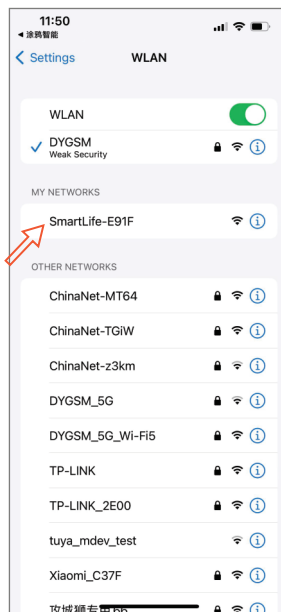 11:50
涂鸦智能
Settings
WLAN
WLAN
DYGSM
Weak Security
MY NETWORKS
SmartLife-E91F
OTHER NETWORKS
ChinaNet-MT64
ChinaNet-TGiW
ChinaNet-z3km
DYGSM_5G
DYGSM_5G_Wi-Fi5
TP-LINK
TP-LINK_2E00
tuya_mdev_test
Xiaomi_C37F